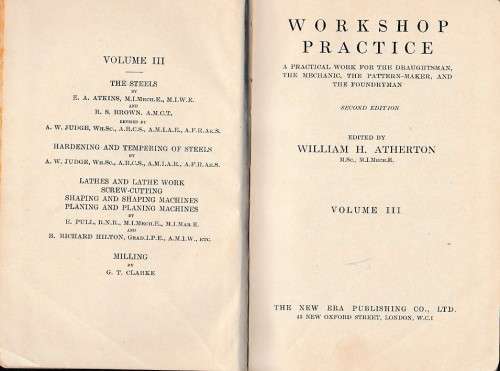 VOLUME III
THE STEELS
BY
E. A. ATKINS, M.I.MECH.E., M.I.W.E.
AND
R. S. BROWN, A.M.C.T.
REVISED BY
A. W. JUDGE, WH.SC., A.R.C.S., A.M.I.A.E., A.F.R.AE.S.
HARDENING AND TEMPERING OF STEELS
BY
A. W. JUDGE, WH.SC., A.R.C.S., A.M.I.A.E., A.F.R.AE.S.
LATHES AND LATHE WORK
SCREW-CUTTING
SHAPING AND SHAPING MACHINES
PLANING AND PLANING MACHINES
BY
E. PULL, R.N.R., M.I.MECH.E., M.I.MAR.E.
AND
H. RICHARD HILTON, GRAD.I.P.E., A.M.I.W., ETC.
MILLING
BY
G. T. CLARKE
WORKSHOP
PRACTICE
A PRACTICAL WORK FOR THE DRAUGHTSMAN,
THE MECHANIC, THE PATTERN-MAKER, AND
THE FOUNDRYMAN
SECOND EDITION
EDITED BY
WILLIAM H. ATHERTON
M.Sc., M.I.MECH.E.
VOLUME III
THE NEW ERA PUBLISHING CO., LTD.
45 NEW OXFORD STREET, LONDON, W.C.1